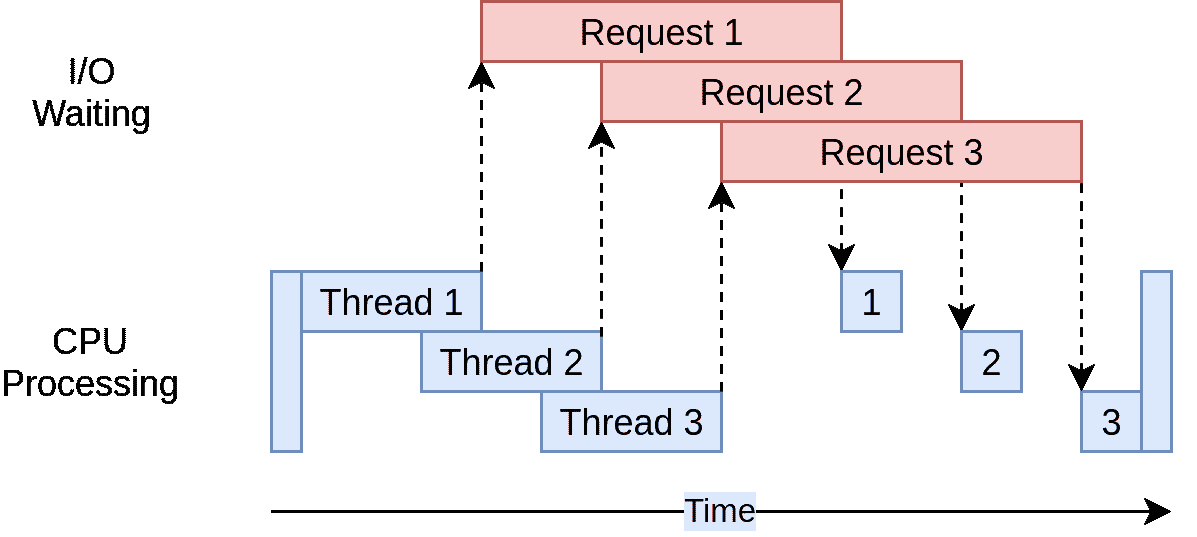 Request 1
I/O
Waiting
Request 2
Request 3
Thread 1
1
CPU
Processing
Thread 2
2
Thread 3
3
Time